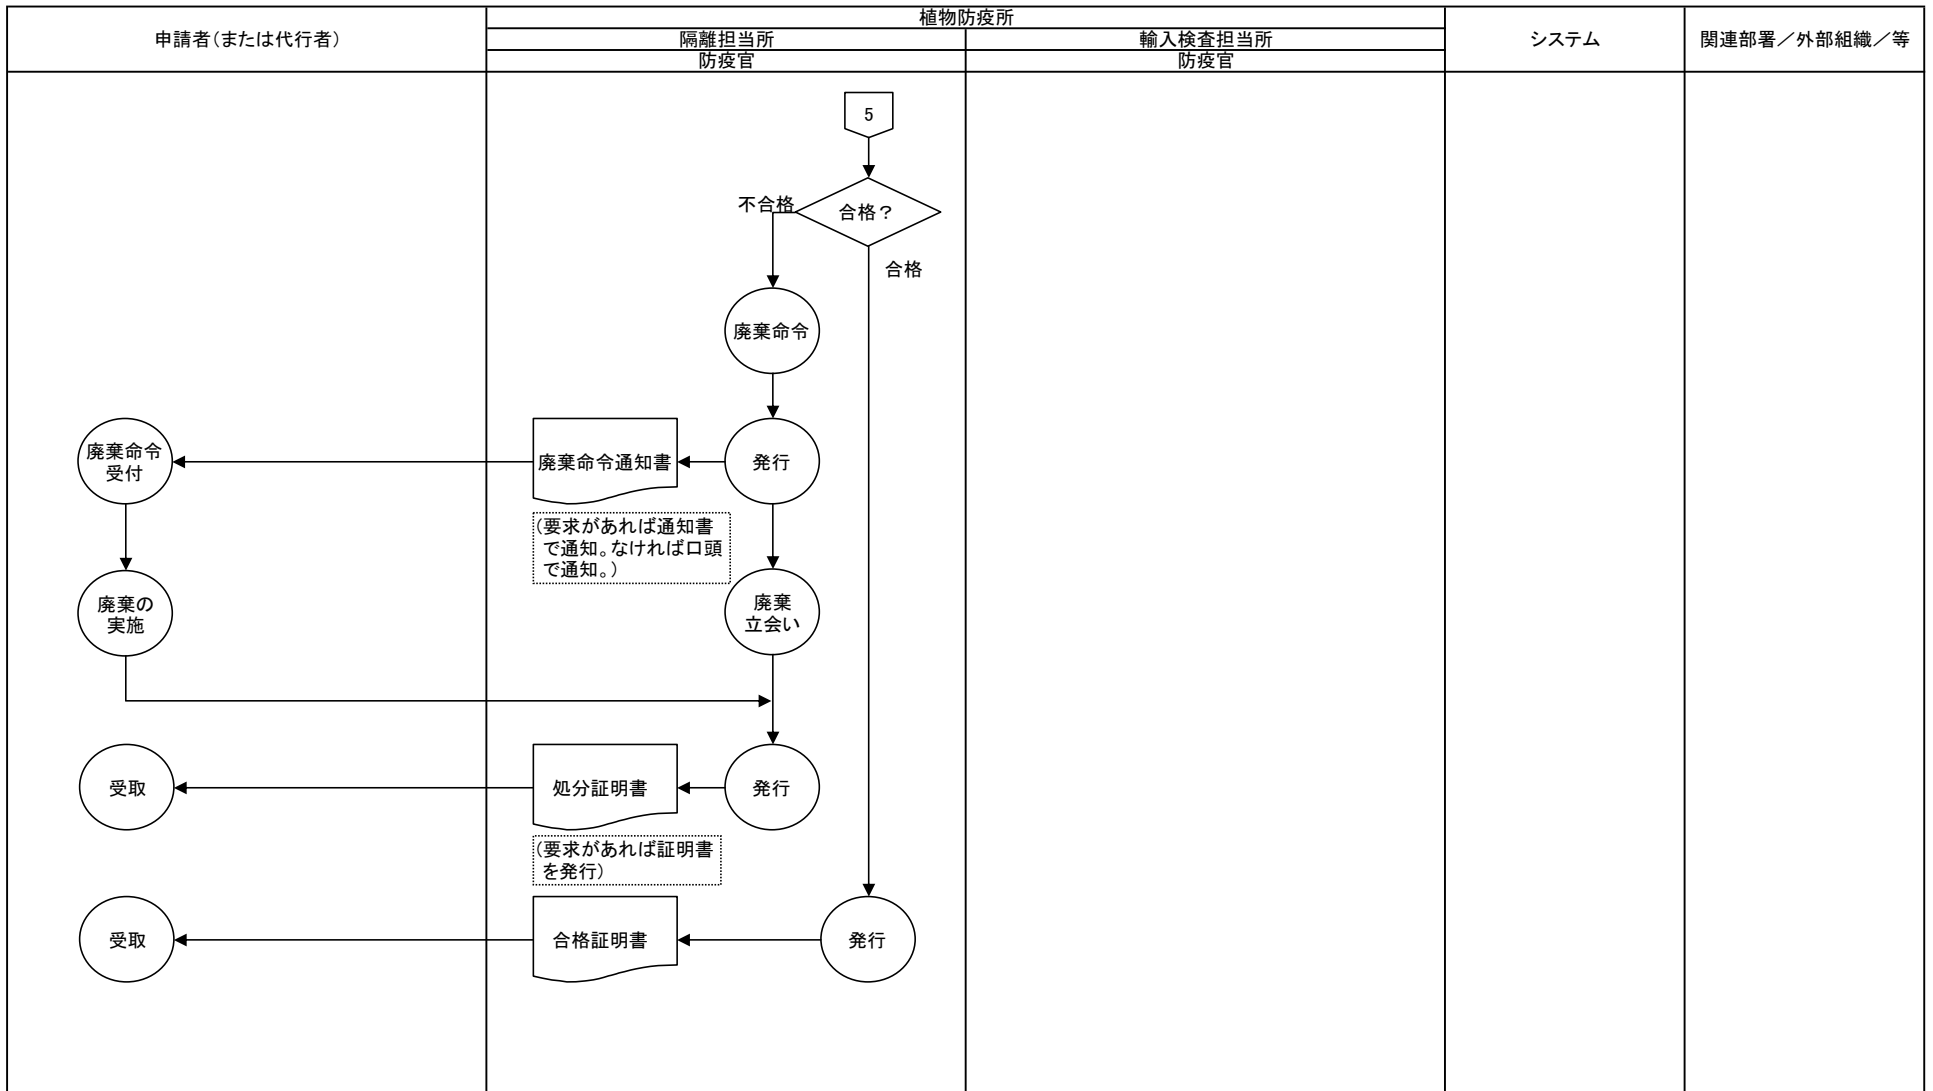 植物防疫所
申請者(または代行者)
隔離担当所
輸入検査担当所
システム
関連部署/外部組織/等
防疫官
防疫官
5
不合格
合格?
合格
廃棄命令
廃棄命令
受付
廃棄命令通知書
発行
(要求があれば通知書
で通知。なければ口頭
で通知。)
廃棄の
実施
廃棄
立会い
受取
処分証明書
発行
(要求があれば証明書
を発行)
受取
合格証明書
発行